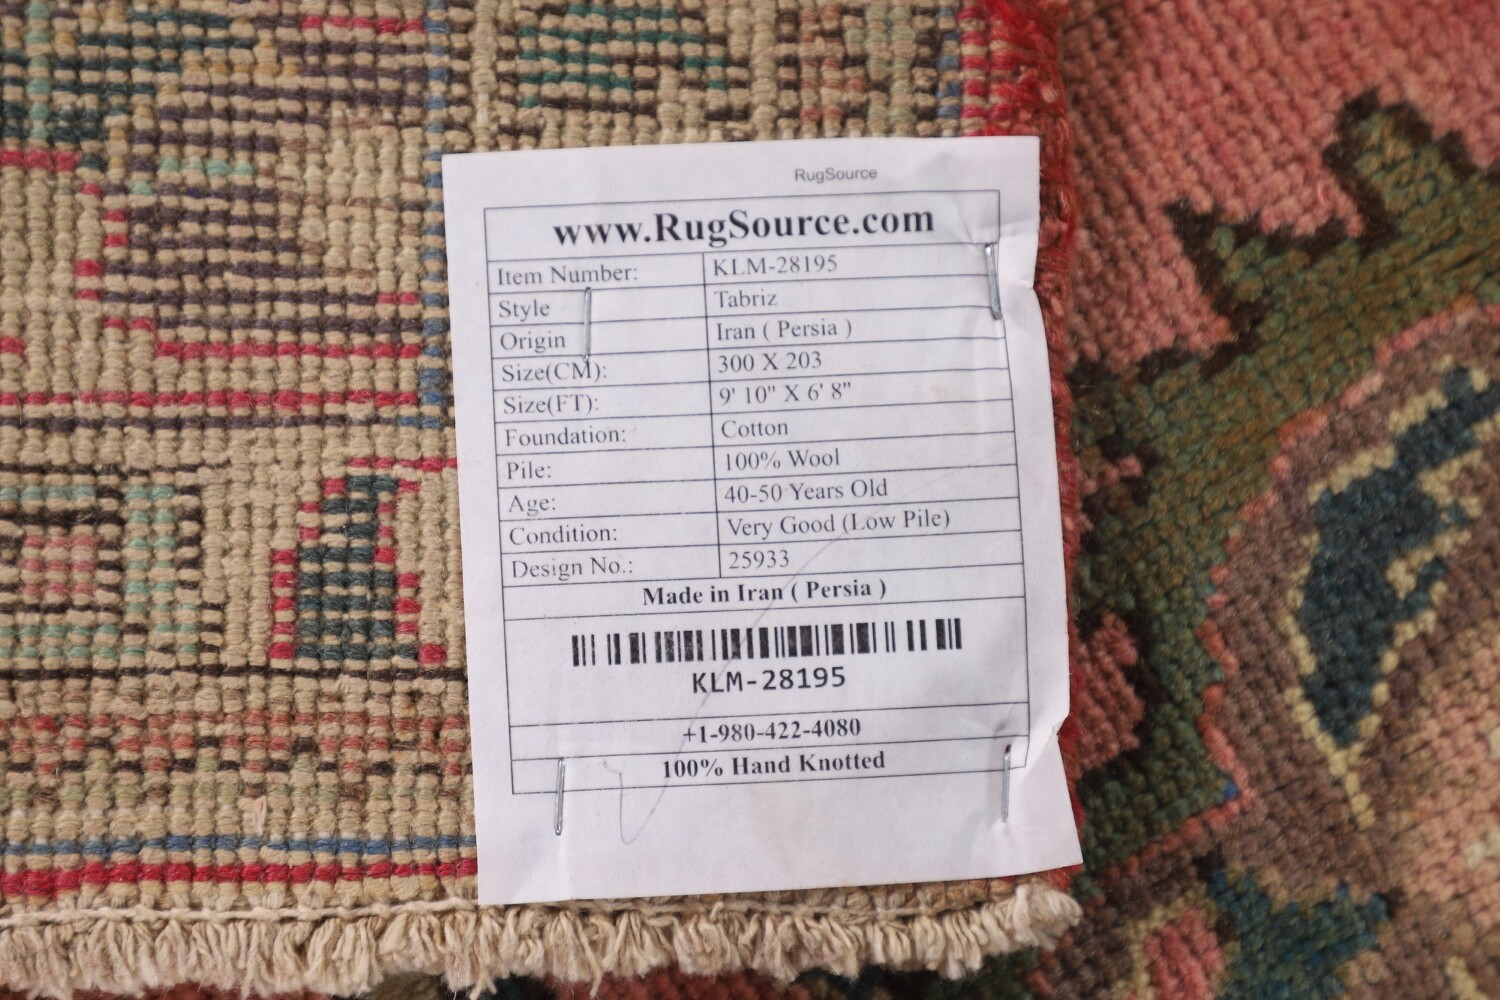 RugSource
www.RugSource.com
Item Number: KLM-28195
Style Tabriz
Origin Iran ( Persia )
Size(CM): 300 X 203
Size(FT): 9' 10" X 6' 8"
Foundation: Cotton
Pile: 100% Wool
Age: 40-50 Years Old
Condition: Very Good (Low Pile)
Design No.: 25933
Made in Iran ( Persia )
KLM-28195
+1-980-422-4080
100% Hand Knotted